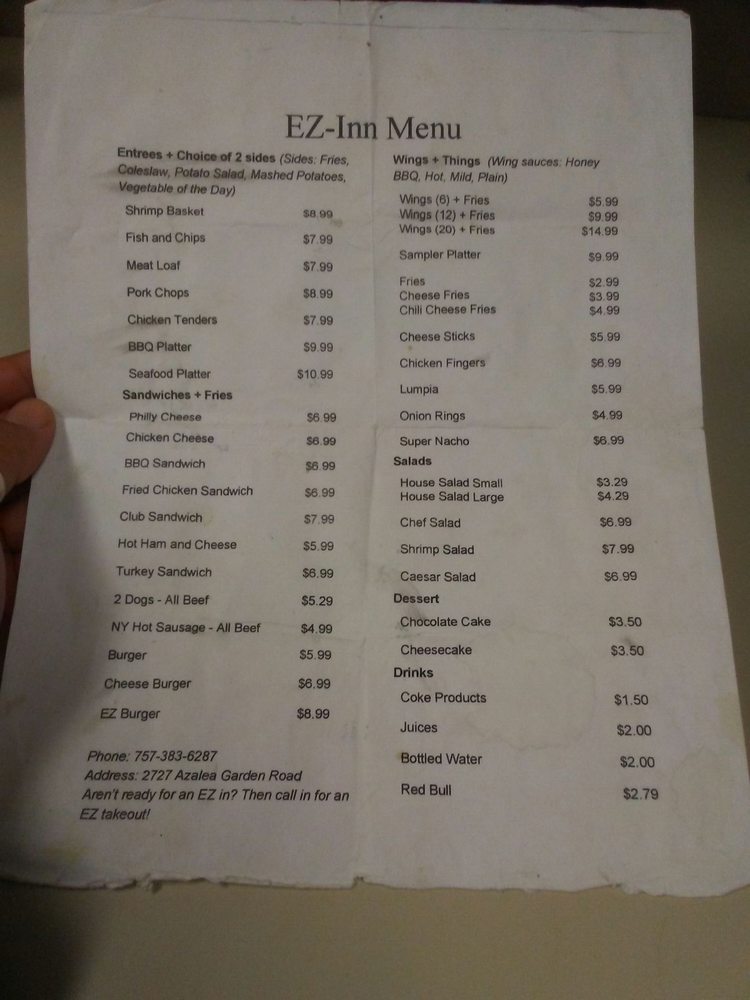 EZ-Inn Menu
Entrees + Choice of 2 sides (Sides: Fries,
Coleslaw, Potato Salad, Mashed Potatoes,
Vegetable of the Day)
Shrimp Basket $8.99
Fish and Chips $7.99
Meat Loaf $7.99
Pork Chops $8.99
Chicken Tenders $7.99
BBQ Platter $9.99
Seafood Platter $10.99
Sandwiches + Fries
Philly Cheese $6.99
Chicken Cheese $6.99
BBQ Sandwich $6.99
Fried Chicken Sandwich $6.99
Club Sandwich $7.99
Hot Ham and Cheese $5.99
Turkey Sandwich $6.99
2 Dogs - All Beef $5.29
NY Hot Sausage - All Beef $4.99
Burger $5.99
Cheese Burger $6.99
EZ Burger $8.99
Phone: 757-383-6287
Address: 2727 Azalea Garden Road
Aren't ready for an EZ in? Then call in for an
EZ takeout!
Wings + Things (Wing sauces: Honey
BBQ, Hot, Mild, Plain)
Wings (6) + Fries $5.99
Wings (12) + Fries $9.99
Wings (20) + Fries $14.99
Sampler Platter $9.99
Fries $2.99
Cheese Fries $3.99
Chili Cheese Fries $4.99
Cheese Sticks $5.99
Chicken Fingers $6.99
Lumpia $5.99
Onion Rings $4.99
Super Nacho $6.99
Salads
House Salad Small $3.29
House Salad Large $4.29
Chef Salad $6.99
Shrimp Salad $7.99
Caesar Salad $6.99
Dessert
Chocolate Cake $3.50
Cheesecake $3.50
Drinks
Coke Products $1.50
Juices $2.00
Bottled Water $2.00
Red Bull $2.79